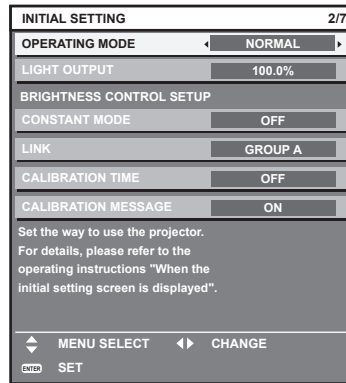 INITIAL SETTING 2/7
OPERATING MODE NORMAL
LIGHT OUTPUT 100.0%
BRIGHTNESS CONTROL SETUP
CONSTANT MODE OFF
LINK GROUP A
CALIBRATION TIME OFF
CALIBRATION MESSAGE ON
Set the way to use the projector.
For details, please refer to the
operating instructions "When the
initial setting screen is displayed".
MENU SELECT CHANGE
ENTER SET